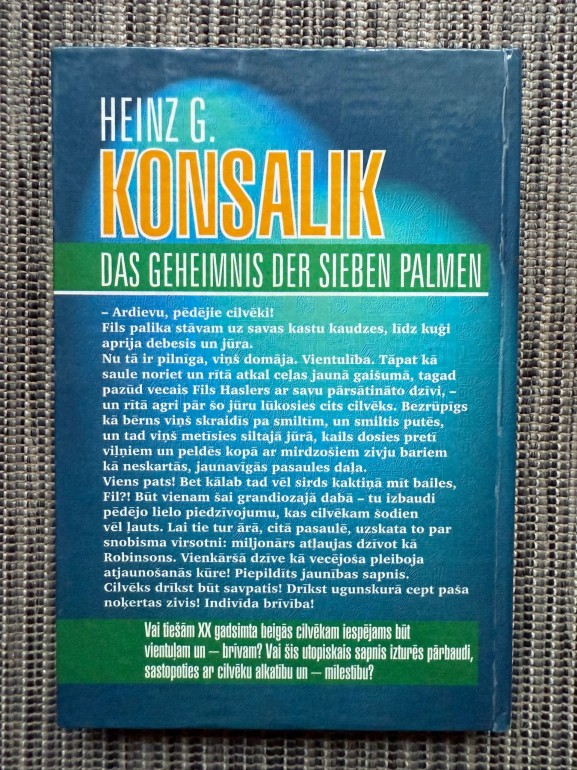 HEINZ G.
KONSALIK
DAS GEHEIMNIS DER SIEBEN PALMEN
– Ardievu, pēdējie cilvēki!
Fils palika stāvam uz savas kastu kaudzes, līdz kuģi
aprija debesis un jūra.
Nu tā ir pilnīga, viņš domāja. Vientulība. Tāpat kā
saule noriet un rītā atkal ceļas jaunā gaišumā, tagad
pazūd vecais Fils Haslers ar savu pārsātināto dzīvi, –
un rītā agri pār šo jūru lūkosies cits cilvēks. Bezrūpīgs
kā bērns viņš skraidīs pa smiltīm, un smiltis putēs,
un tad viņš metīsies siltajā jūrā, kails dosies pretī
vilņiem un peldēs kopā ar mirdzošiem zivju bariem
kā neskartās, jaunavīgās pasaules daļa.
Viens pats! Bet kālab tad vēl sirds kaktiņā mīt bailes,
Fil?! Būt vienam šai grandiozajā dabā – tu izbaudi
pēdējo lielo piedzīvojumu, kas cilvēkam šodien
vēl ļauts. Lai tie tur ārā, citā pasaulē, uzskata to par
snobisma virsotni: miljonārs atļaujas dzīvot kā
Robinsons. Vienkāršā dzīve kā vecējoša pleiboja
atjaunošanās kūre! Piepildīts jaunības sapnis.
Cilvēks drīkst būt savpatis! Drīkst ugunskurā cept paša
noķertas zivis! Indivīda brīvība!
Vai tiešām XX gadsimta beigās cilvēkam iespējams būt
vientuļam un – brīvam? Vai šis utopiskais sapnis izturēs pārbaudi,
sastopoties ar cilvēku alkatību un – mīlestību?